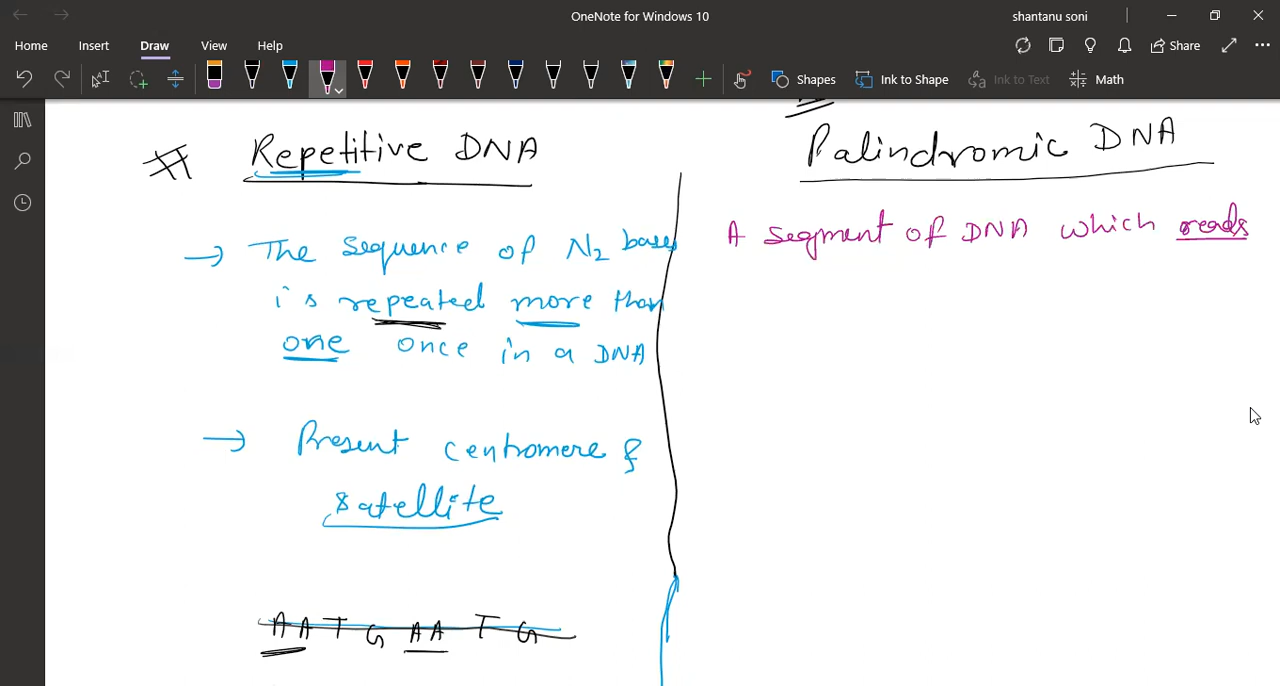 OneNote for Windows 10
shantanu soni
Home Insert Draw View Help
Share
Shapes
Ink to Shape
Ink to Text
Math
# Repetitive DNA
→ The sequence of N2 bases
is repeated more than
one once in a DNA
→ Present centromere &
satellite
A A T G A A T G
Palindromic DNA
A segment of DNA which reads